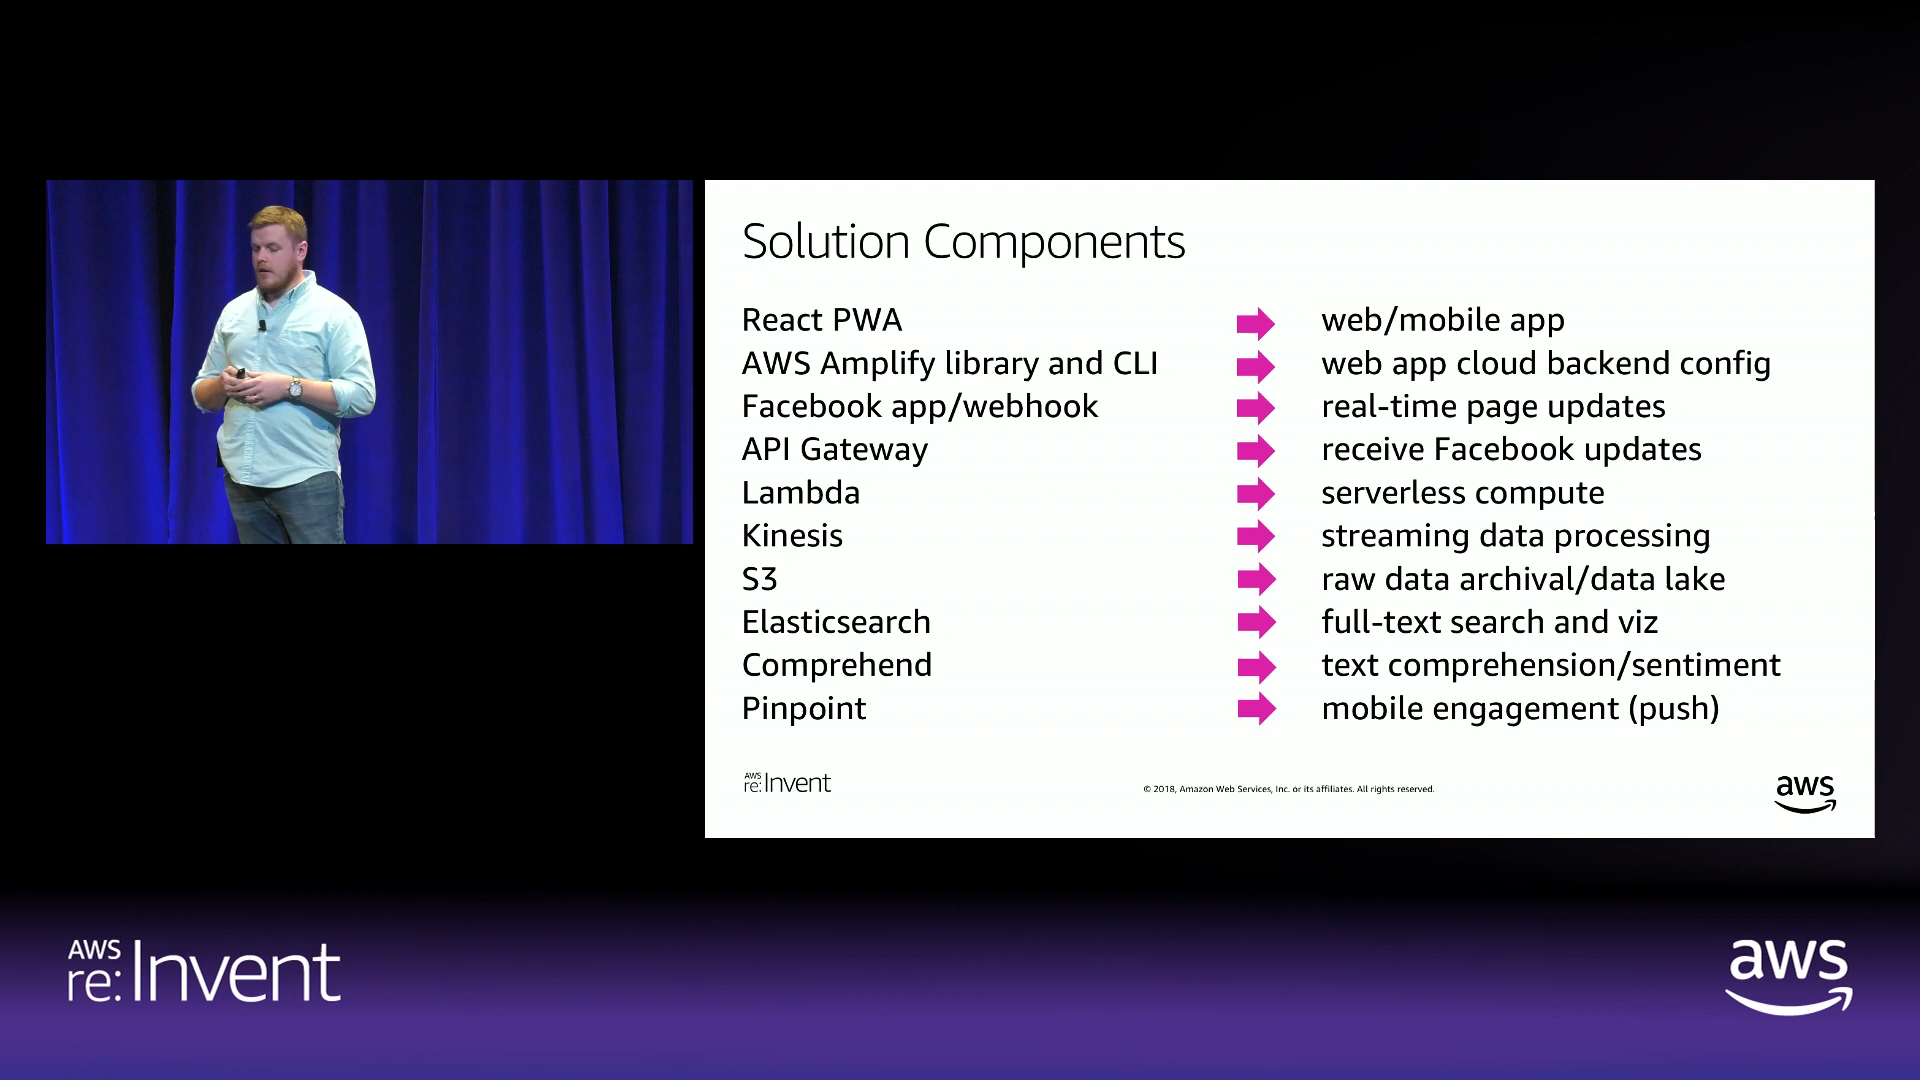 Solution Components
React PWA web/mobile app
AWS Amplify library and CLI web app cloud backend config
Facebook app/webhook real-time page updates
API Gateway receive Facebook updates
Lambda serverless compute
Kinesis streaming data processing
S3 raw data archival/data lake
Elasticsearch full-text search and viz
Comprehend text comprehension/sentiment
Pinpoint mobile engagement (push)
AWS
re:Invent
© 2018, Amazon Web Services, Inc. or its affiliates. All rights reserved.
aws
AWS
re:Invent
aws